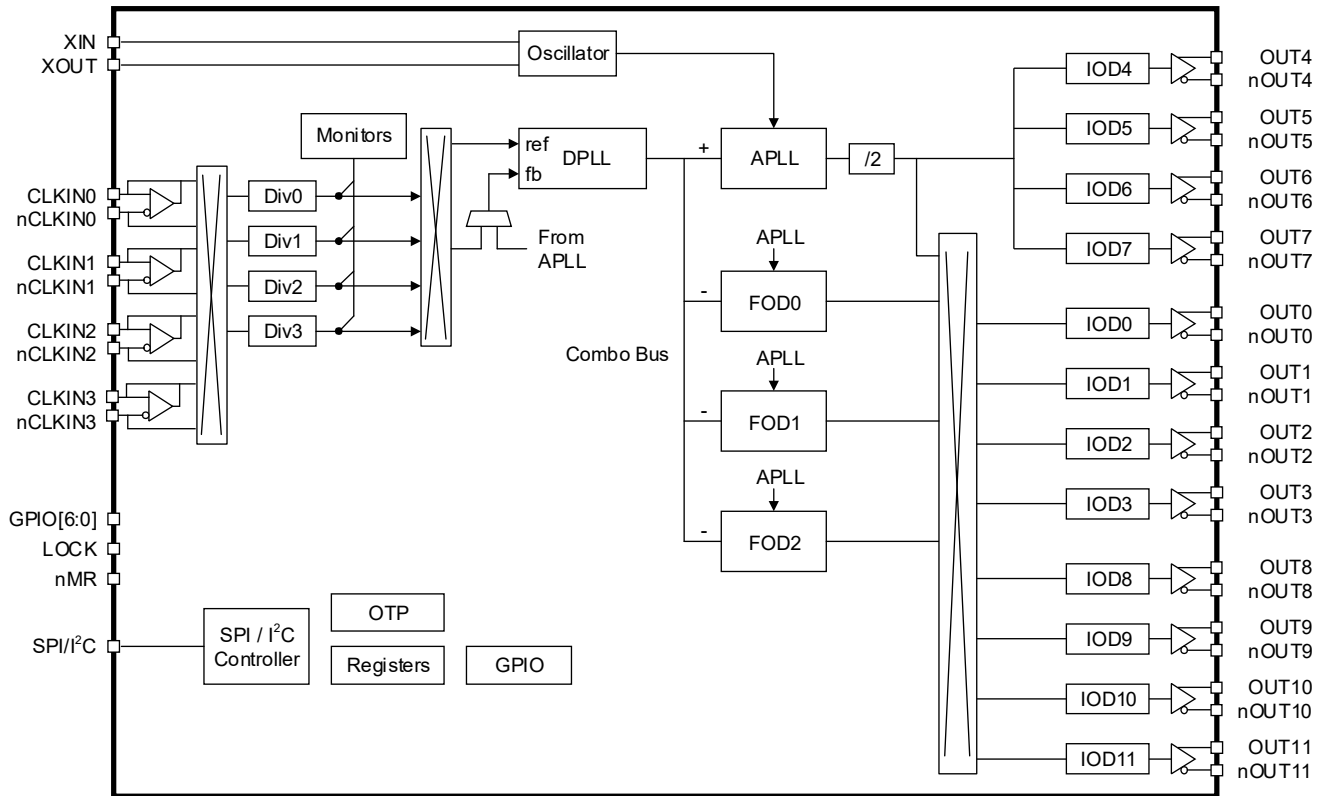 XIN
XOUT
Oscillator
Monitors
ref
fb
DPLL
+
APLL
/2
CLKIN0
nCLKIN0
CLKIN1
nCLKIN1
CLKIN2
nCLKIN2
CLKIN3
nCLKIN3
Div0
Div1
Div2
Div3
From
APLL
Combo Bus
APLL
-
FOD0
APLL
-
FOD1
APLL
-
FOD2
IOD4
OUT4
nOUT4
IOD5
OUT5
nOUT5
IOD6
OUT6
nOUT6
IOD7
OUT7
nOUT7
IOD0
OUT0
nOUT0
IOD1
OUT1
nOUT1
IOD2
OUT2
nOUT2
IOD3
OUT3
nOUT3
IOD8
OUT8
nOUT8
IOD9
OUT9
nOUT9
IOD10
OUT10
nOUT10
IOD11
OUT11
nOUT11
GPIO[6:0]
LOCK
nMR
SPI/I²C
SPI / I²C
Controller
OTP
Registers
GPIO